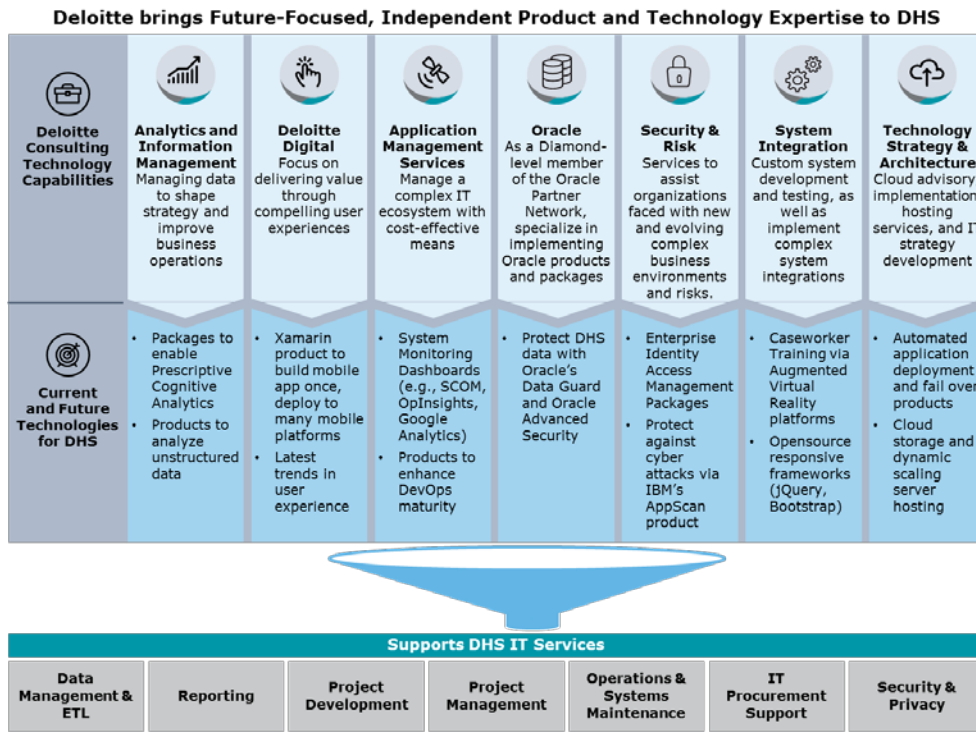 Deloitte brings Future-Focused, Independent Product and Technology Expertise to DHS
Deloitte
Consulting
Technology
Capabilities
Analytics and
Information
Management
Managing data
to shape
strategy and
improve
business
operations
Deloitte
Digital
Focus on
delivering value
through
compelling user
experiences
Application
Management
Services
Manage a
complex IT
ecosystem with
cost-effective
means
Oracle
As a Diamond-
level member
of the Oracle
Partner
Network,
specialize in
implementing
Oracle products
and packages
Security &
Risk
Services to
assist
organizations
faced with new
and evolving
complex
business
environments
and risks.
System
Integration
Custom system
development
and testing, as
well as
implement
complex
system
integrations
Technology
Strategy &
Architecture
Cloud advisory,
implementation,
hosting
services, and IT
strategy
development
Current
and Future
Technologies
for DHS
• Packages to
enable
Prescriptive
Cognitive
Analytics
• Products to
analyze
unstructured
data
• Xamarin
product to
build mobile
app once,
deploy to
many mobile
platforms
• Latest
trends in
user
experience
• System
Monitoring
Dashboards
(e.g., SCOM,
OpInsights,
Google
Analytics)
• Products to
enhance
DevOps
maturity
• Protect DHS
data with
Oracle's
Data Guard
and Oracle
Advanced
Security
• Enterprise
Identity
Access
Management
Packages
• Protect
against
cyber
attacks via
IBM's
AppScan
product
• Caseworker
Training via
Augmented
Virtual
Reality
platforms
• Opensource
responsive
frameworks
(jQuery,
Bootstrap)
• Automated
application
deployment
and fail over
products
• Cloud
storage and
dynamic
scaling
server
hosting
Supports DHS IT Services
Data
Management &
ETL
Reporting
Project
Development
Project
Management
Operations &
Systems
Maintenance
IT
Procurement
Support
Security &
Privacy